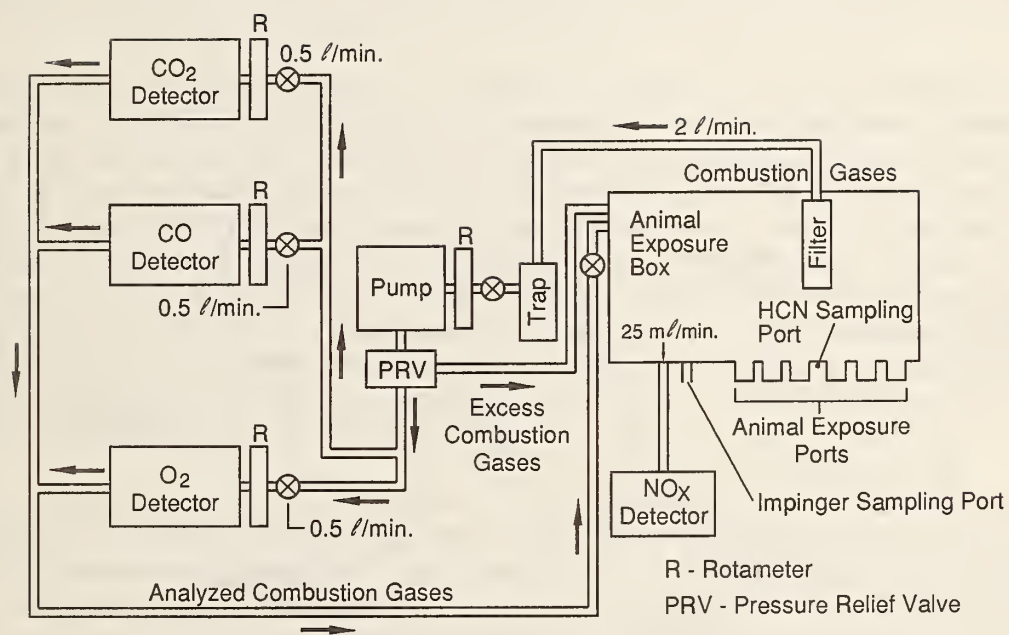 R
0.5 ℓ/min.
CO₂
Detector
2 ℓ/min.
Combustion Gases
R
CO
Detector
0.5 ℓ/min.
Animal
Exposure
Box
Filter
R
Pump
Trap
HCN Sampling
Port
25 mℓ/min.
PRV
Excess
Combustion
Gases
Animal Exposure
Ports
R
O₂
Detector
0.5 ℓ/min.
NOX
Detector
Impinger Sampling Port
Analyzed Combustion Gases
R - Rotameter
PRV - Pressure Relief Valve